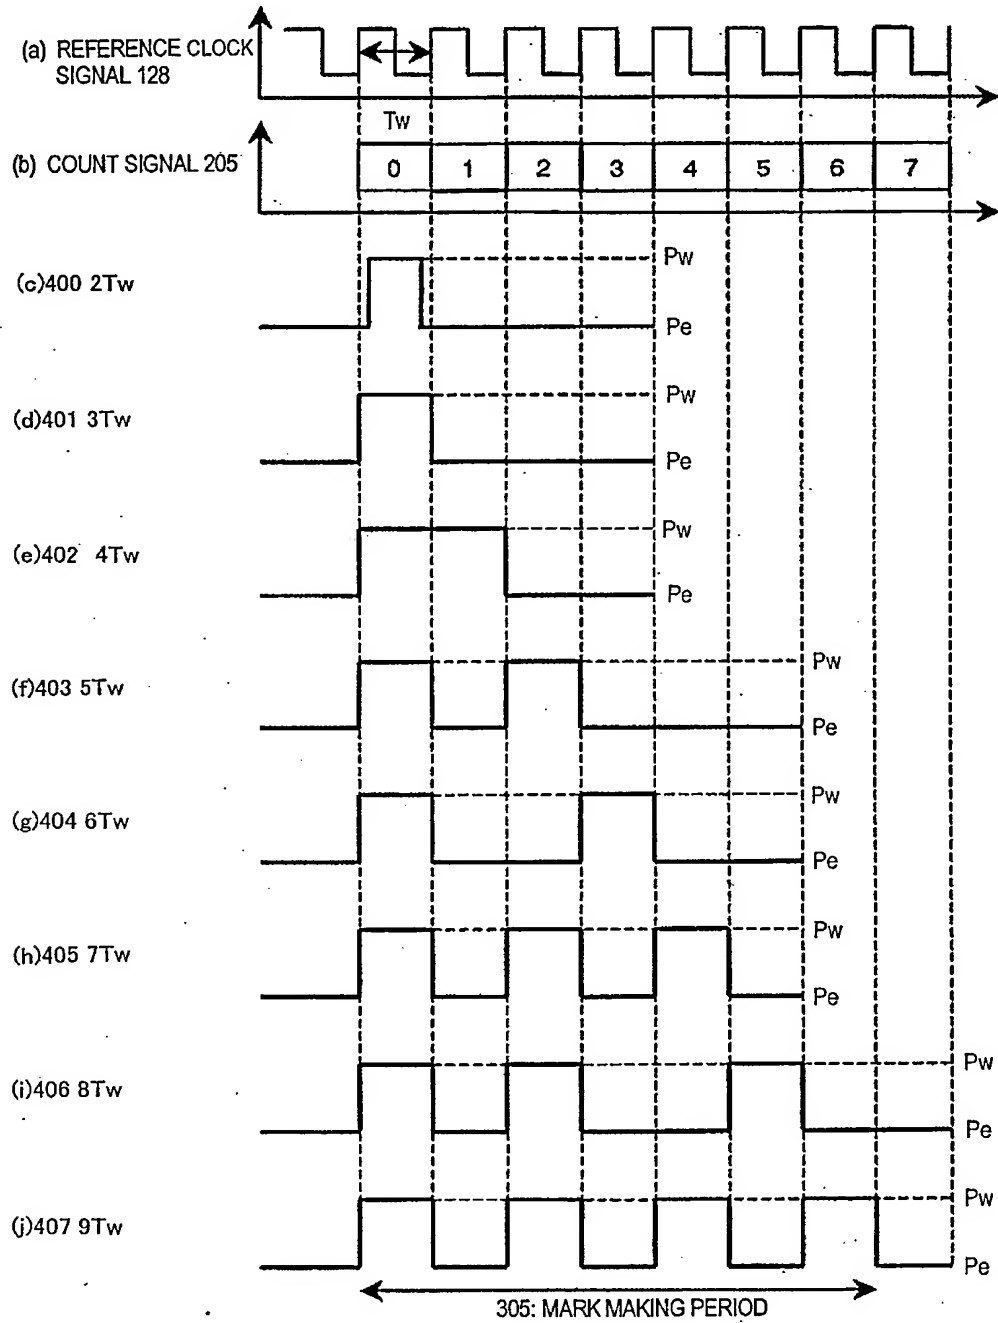 (a) REFERENCE CLOCK
SIGNAL 128
Tw
(b) COUNT SIGNAL 205
0 1 2 3 4 5 6 7
(c)400 2Tw
Pw
Pe
(d)401 3Tw
Pw
Pe
(e)402 4Tw
Pw
Pe
(f)403 5Tw
Pw
Pe
(g)404 6Tw
Pw
Pe
(h)405 7Tw
Pw
Pe
(i)406 8Tw
Pw
Pe
(j)407 9Tw
Pw
Pe
305: MARK MAKING PERIOD